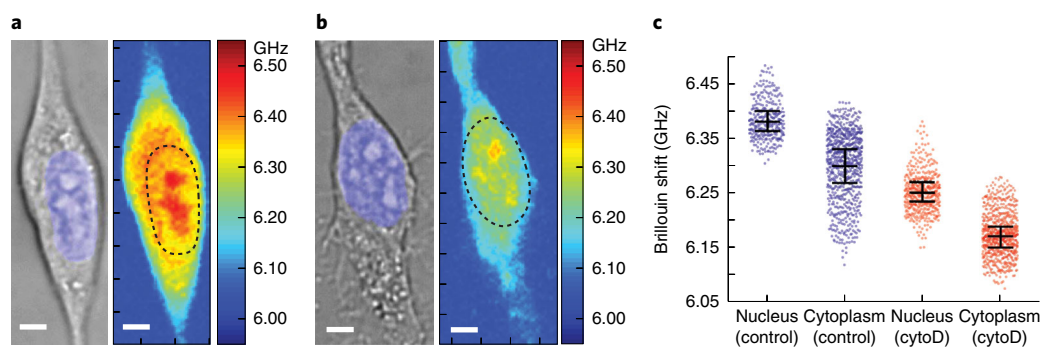 a
GHz
6.50
6.40
6.30
6.20
6.10
6.00
b
GHz
6.50
6.40
6.30
6.20
6.10
6.00
c
Brillouin shift (GHz)
6.45
6.35
6.25
6.15
6.05
Nucleus Cytoplasm Nucleus Cytoplasm
(control) (control) (cytoD) (cytoD)